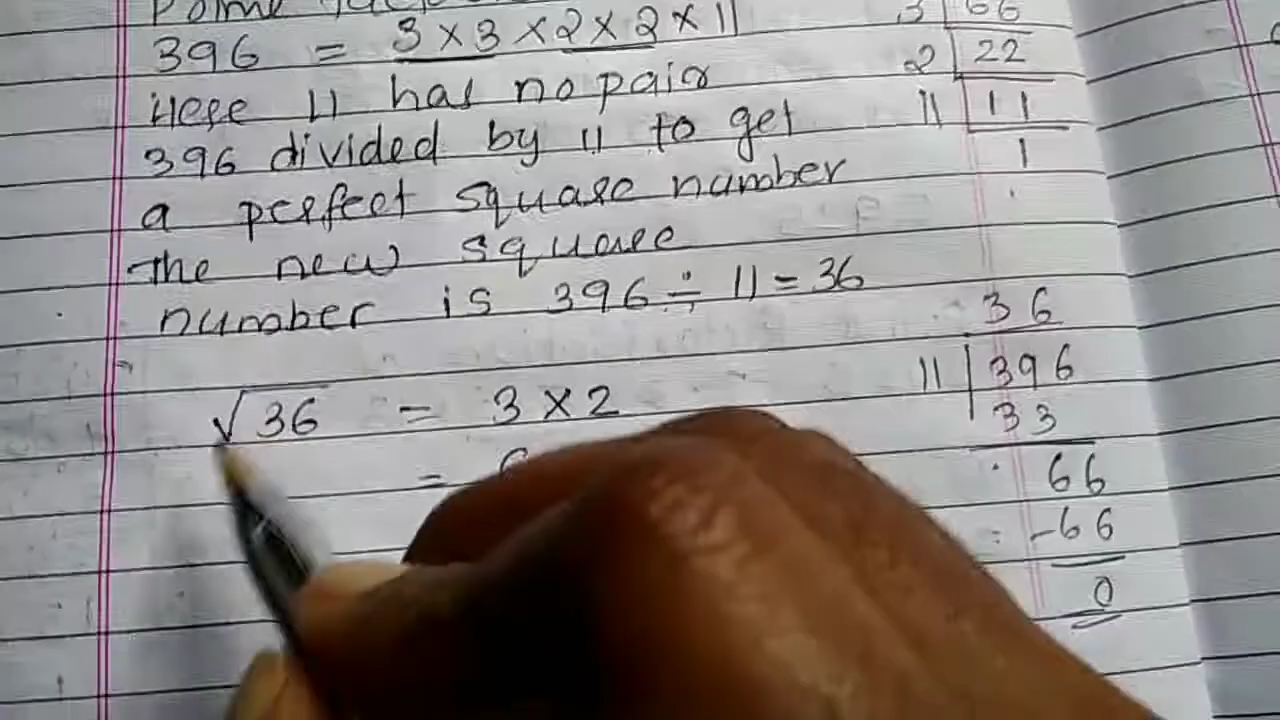 396 = 3 × 3 × 2 × 2 × 11
Here 11 has no pair
396 divided by 11 to get
a perfect square number
The new square
number is 396 ÷ 11 = 36
√36 = 3 × 2
=
3 66
2 22
11 11
1
36
11 396
33
66
-66
0